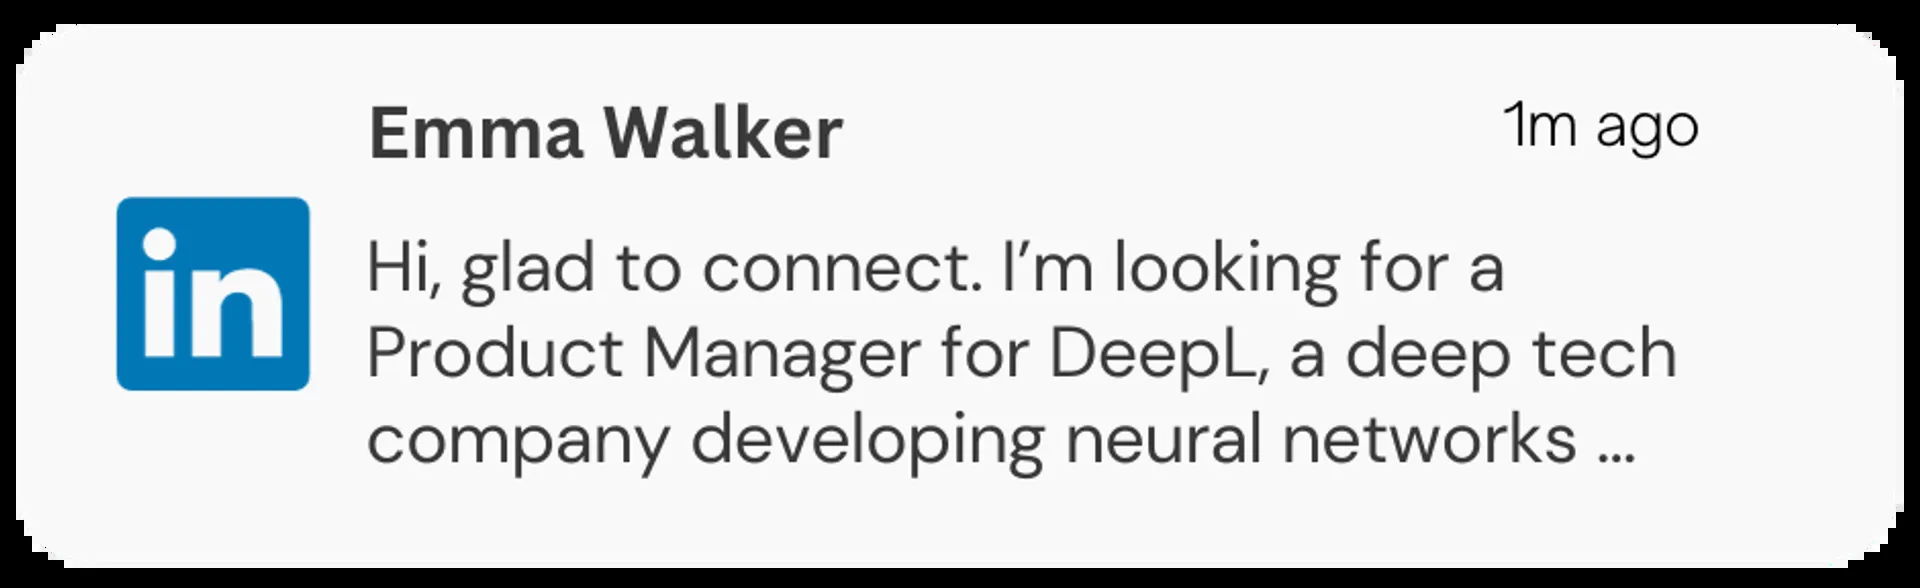 Emma Walker
1m ago
in
Hi, glad to connect. I’m looking for a
Product Manager for DeepL, a deep tech
company developing neural networks ...